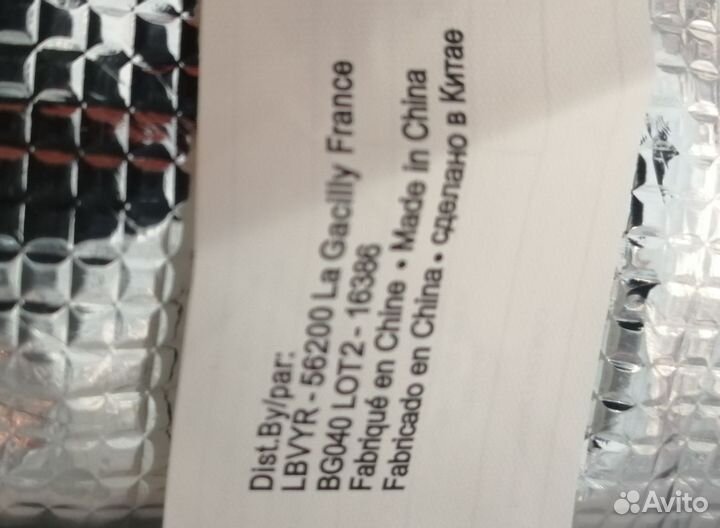 Dist.By/par:
LBVYR - 56200 La Gacilly France
BG040 LOT2 - 16386
Fabriqué en Chine • Made in China
Fabricado en China • сделано в Китае
Avito